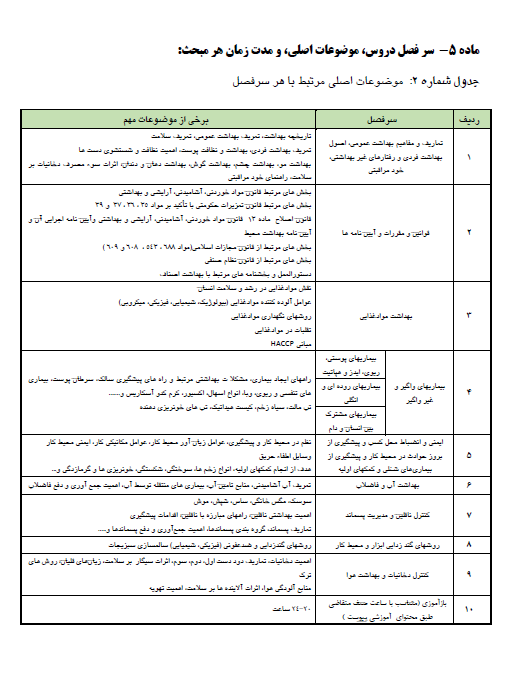 ماده ۵- سر فصل دروس، موضوعات اصلی، و مدت زمان هر مبحث:
جدول شماره ۲: موضوعات اصلی مرتبط با هر سرفصل
ردیف سرفصل برخی از موضوعات مهم
۱
تعاریف، و مفاهیم بهداشت عمومی، اصول
بهداشت فردی و رفتارهای غیر بهداشتی،
خود مراقبتی
تاریخچه بهداشت، تعریف بهداشت عمومی، تعریف سلامت
تعریف بهداشت فردی، بهداشت و نظافت پوست، اهمیت نظافت و شستشوی دست ها
بهداشت مو، بهداشت چشم، بهداشت گوش، بهداشت دهان و دندان، اثرات سوء مصرف دخانیات بر
سلامت، راهنمای خود مراقبتی
۲
قوانین و مقررات و آیین نامه ها
بخش های مرتبط قانون مواد خوردنی، آشامیدنی، آرایشی و بهداشتی
بخش های مرتبط قانون تعزیرات حکومتی با تأکید بر مواد ۳۵، ۳۶، ۳۷ و ۳۹
قانون اصلاح ماده ۱۳ قانون مواد خوردنی، آشامیدنی، آرایشی و بهداشتی وآیین نامه اجرایی آن و
آیین نامه بهداشت محیط
بخش های مرتبط از قانون مجازات اسلامی(مواد ۶۸۸، ۵۴۳، ۶۰۸ و ۶۰۹)
بخش های مرتبط از قانون نظام صنفی
دستورالعمل و بخشنامه های مرتبط با بهداشت اصناف.
۳
بهداشت موادغذایی
نقش موادغذایی در رشد و سلامت انسان
عوامل آلوده کننده موادغذایی (بیولوژیک، شیمیایی، فیزیکی، میکروبی)
روشهای نگهداری موادغذایی
تقلبات در موادغذایی
مبانی HACCP
۴
بیماریهای واگیر و
غیر واگیر
بیماریهای پوستی،
ریوی، ایدز و هپاتیت
بیماریهای روده ای و
انگلی
بیماریهای مشترک
بین انسان و دام
راههای ایجاد بیماری، مشکلات بهداشتی مرتبط و راه های پیشگیری سالک، سرطان پوست، بیماری
های تنفسی و ریوی، وبا، انواع اسهال، اکسیور، کرم کدو آسکاریس و......
تب مالت، سیاه زخم، کیست هیداتیک، تب های خونریزی دهنده
۵
ایمنی و انضباط محل کسب و پیشگیری از
بروز حوادث در محیط کار و پیشگیری از
بیماری‌های شغلی و کمکهای اولیه
نظم در محیط کار و پیشگیری، عوامل زیان‌آور محیط کار، عوامل مکانیکی کار، ایمنی محیط کار
وسایل اطفاء حریق
هدف از انجام کمکهای اولیه، انواع زخم ها، سوختگی، شکستگی، خونریزی ها و گرمازدگی و...
۶
بهداشت آب و فاضلاب
تعریف آب آشامیدنی، منابع تامین آب، بیماری های منتقله توسط آب، اهمیت جمع آوری و دفع فاضلاب
۷
کنترل ناقلین و مدیریت پسماند
سوسک، مگس خانگی، ساس، شپش، موش
اهمیت بهداشتی ناقلین، راههای مبارزه با ناقلین، اقدامات پیشگیری
تعاریف پسماند، گروه بندی پسماندها، اهمیت جمع‌آوری و دفع پسماندها و.....
۸
روشهای گند زدایی ابزار و محیط کار
روشهای گندزدایی و ضدعفونی (فیزیکی، شیمیایی) سالمسازی سبزیجات
۹
کنترل دخانیات و بهداشت هوا
اهمیت دخانیات، تعاریف، دود دست اول، دوم، سوم، اثرات سیگار بر سلامت، زیان‌های قلیان، روش های
ترک
منابع آلودگی هوا، اثرات آلاینده ها بر سلامت، اهمیت تهویه
۱۰
بازآموزی (متناسب با ساعت صنف متقاضی
طبق محتوای آموزشی پیوست )
۲۰-۲۴ ساعت